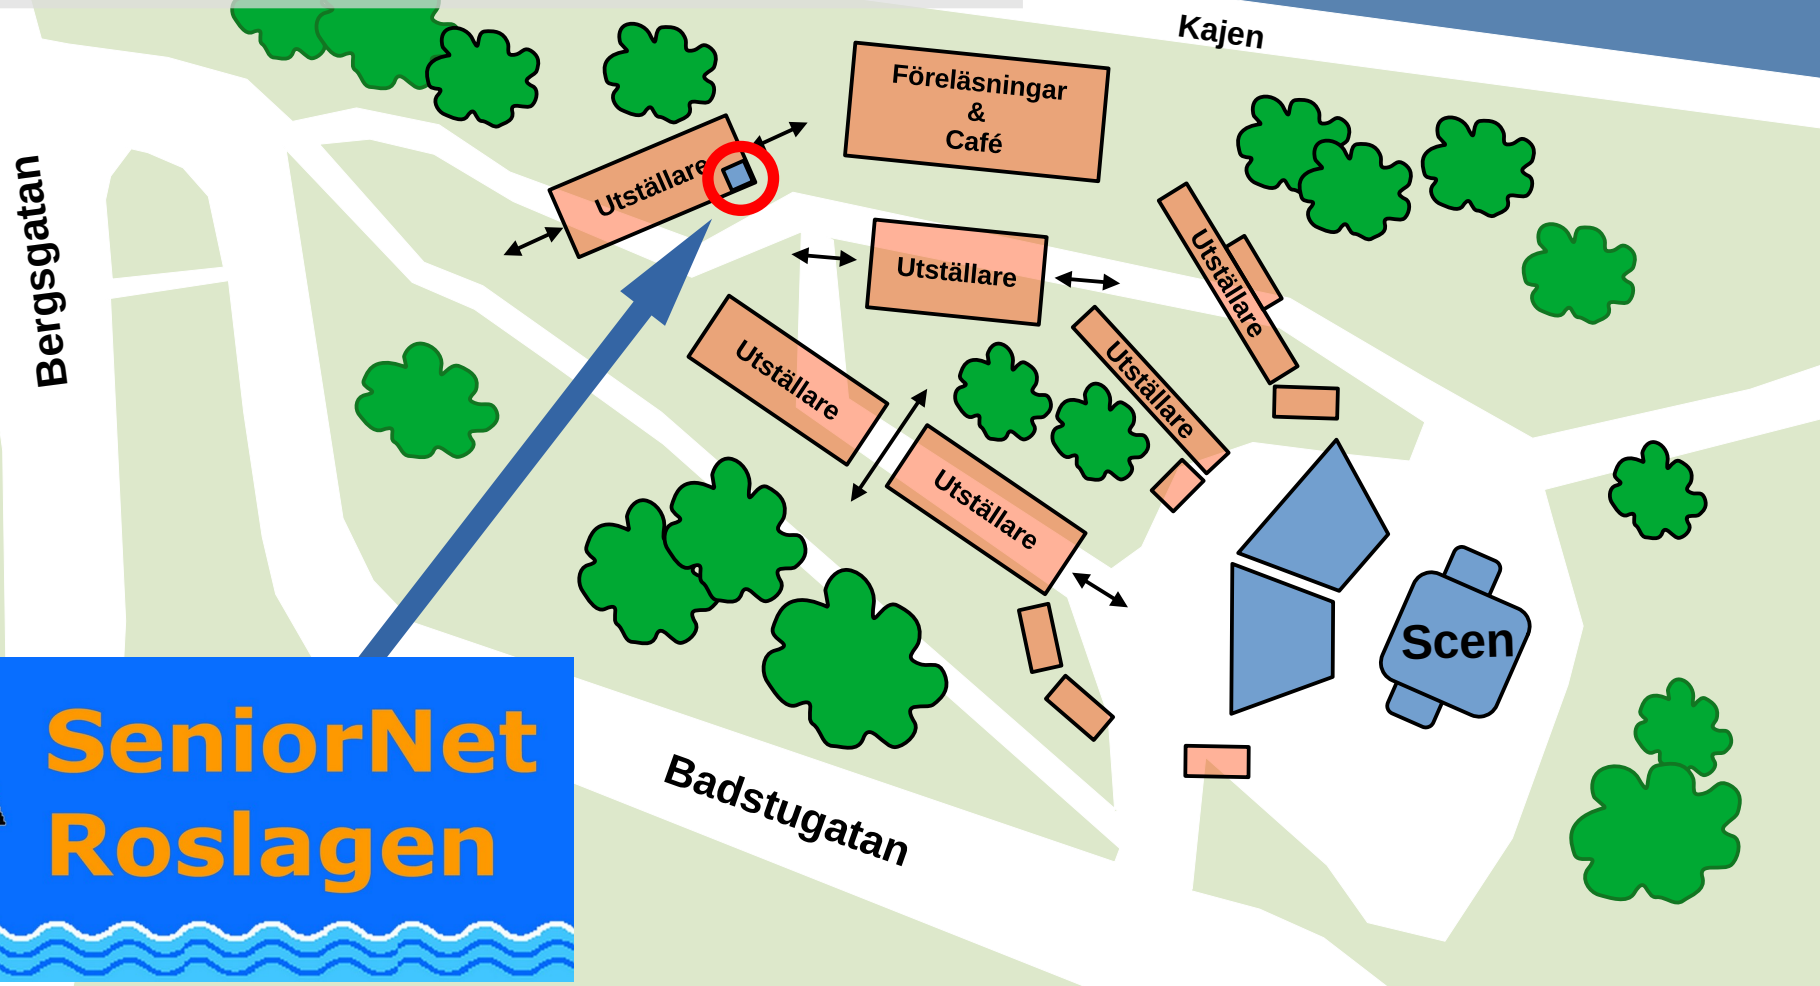 Kajen
Föreläsningar
&
Café
Bergsgatan
Utställare
Utställare
Utställare
Utställare
Utställare
Utställare
Scen
SeniorNet
Roslagen
Badstugatan